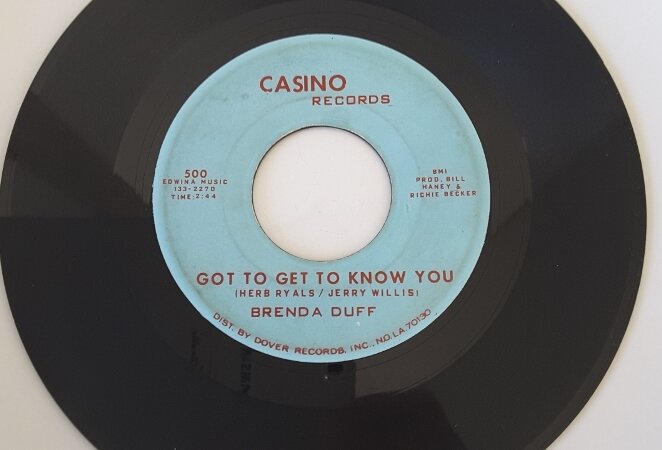 CASINO
RECORDS
500
EDWINA MUSIC
133-2270
TIME: 2:44
BMI
PROD. BILL
HANEY &
RICHIE BECKER
GOT TO GET TO KNOW YOU
(HERB RYALS / JERRY WILLIS)
BRENDA DUFF
DIST. BY DOVER RECORDS, INC., N.O. LA. 70130